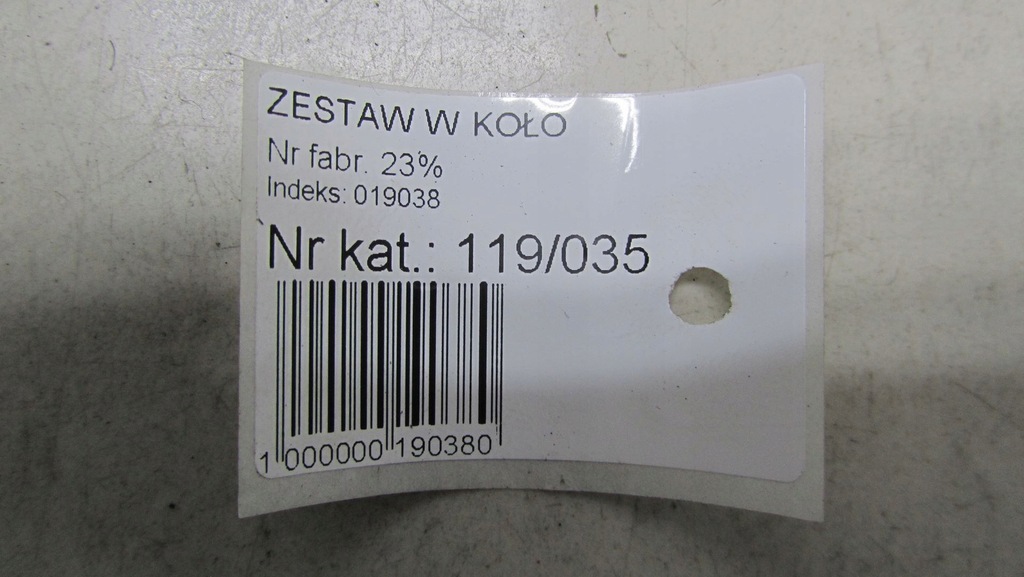 ZESTAW W KOŁO
Nr fabr. 23%
Indeks: 019038
Nr kat.: 119/035
1 000000 190380